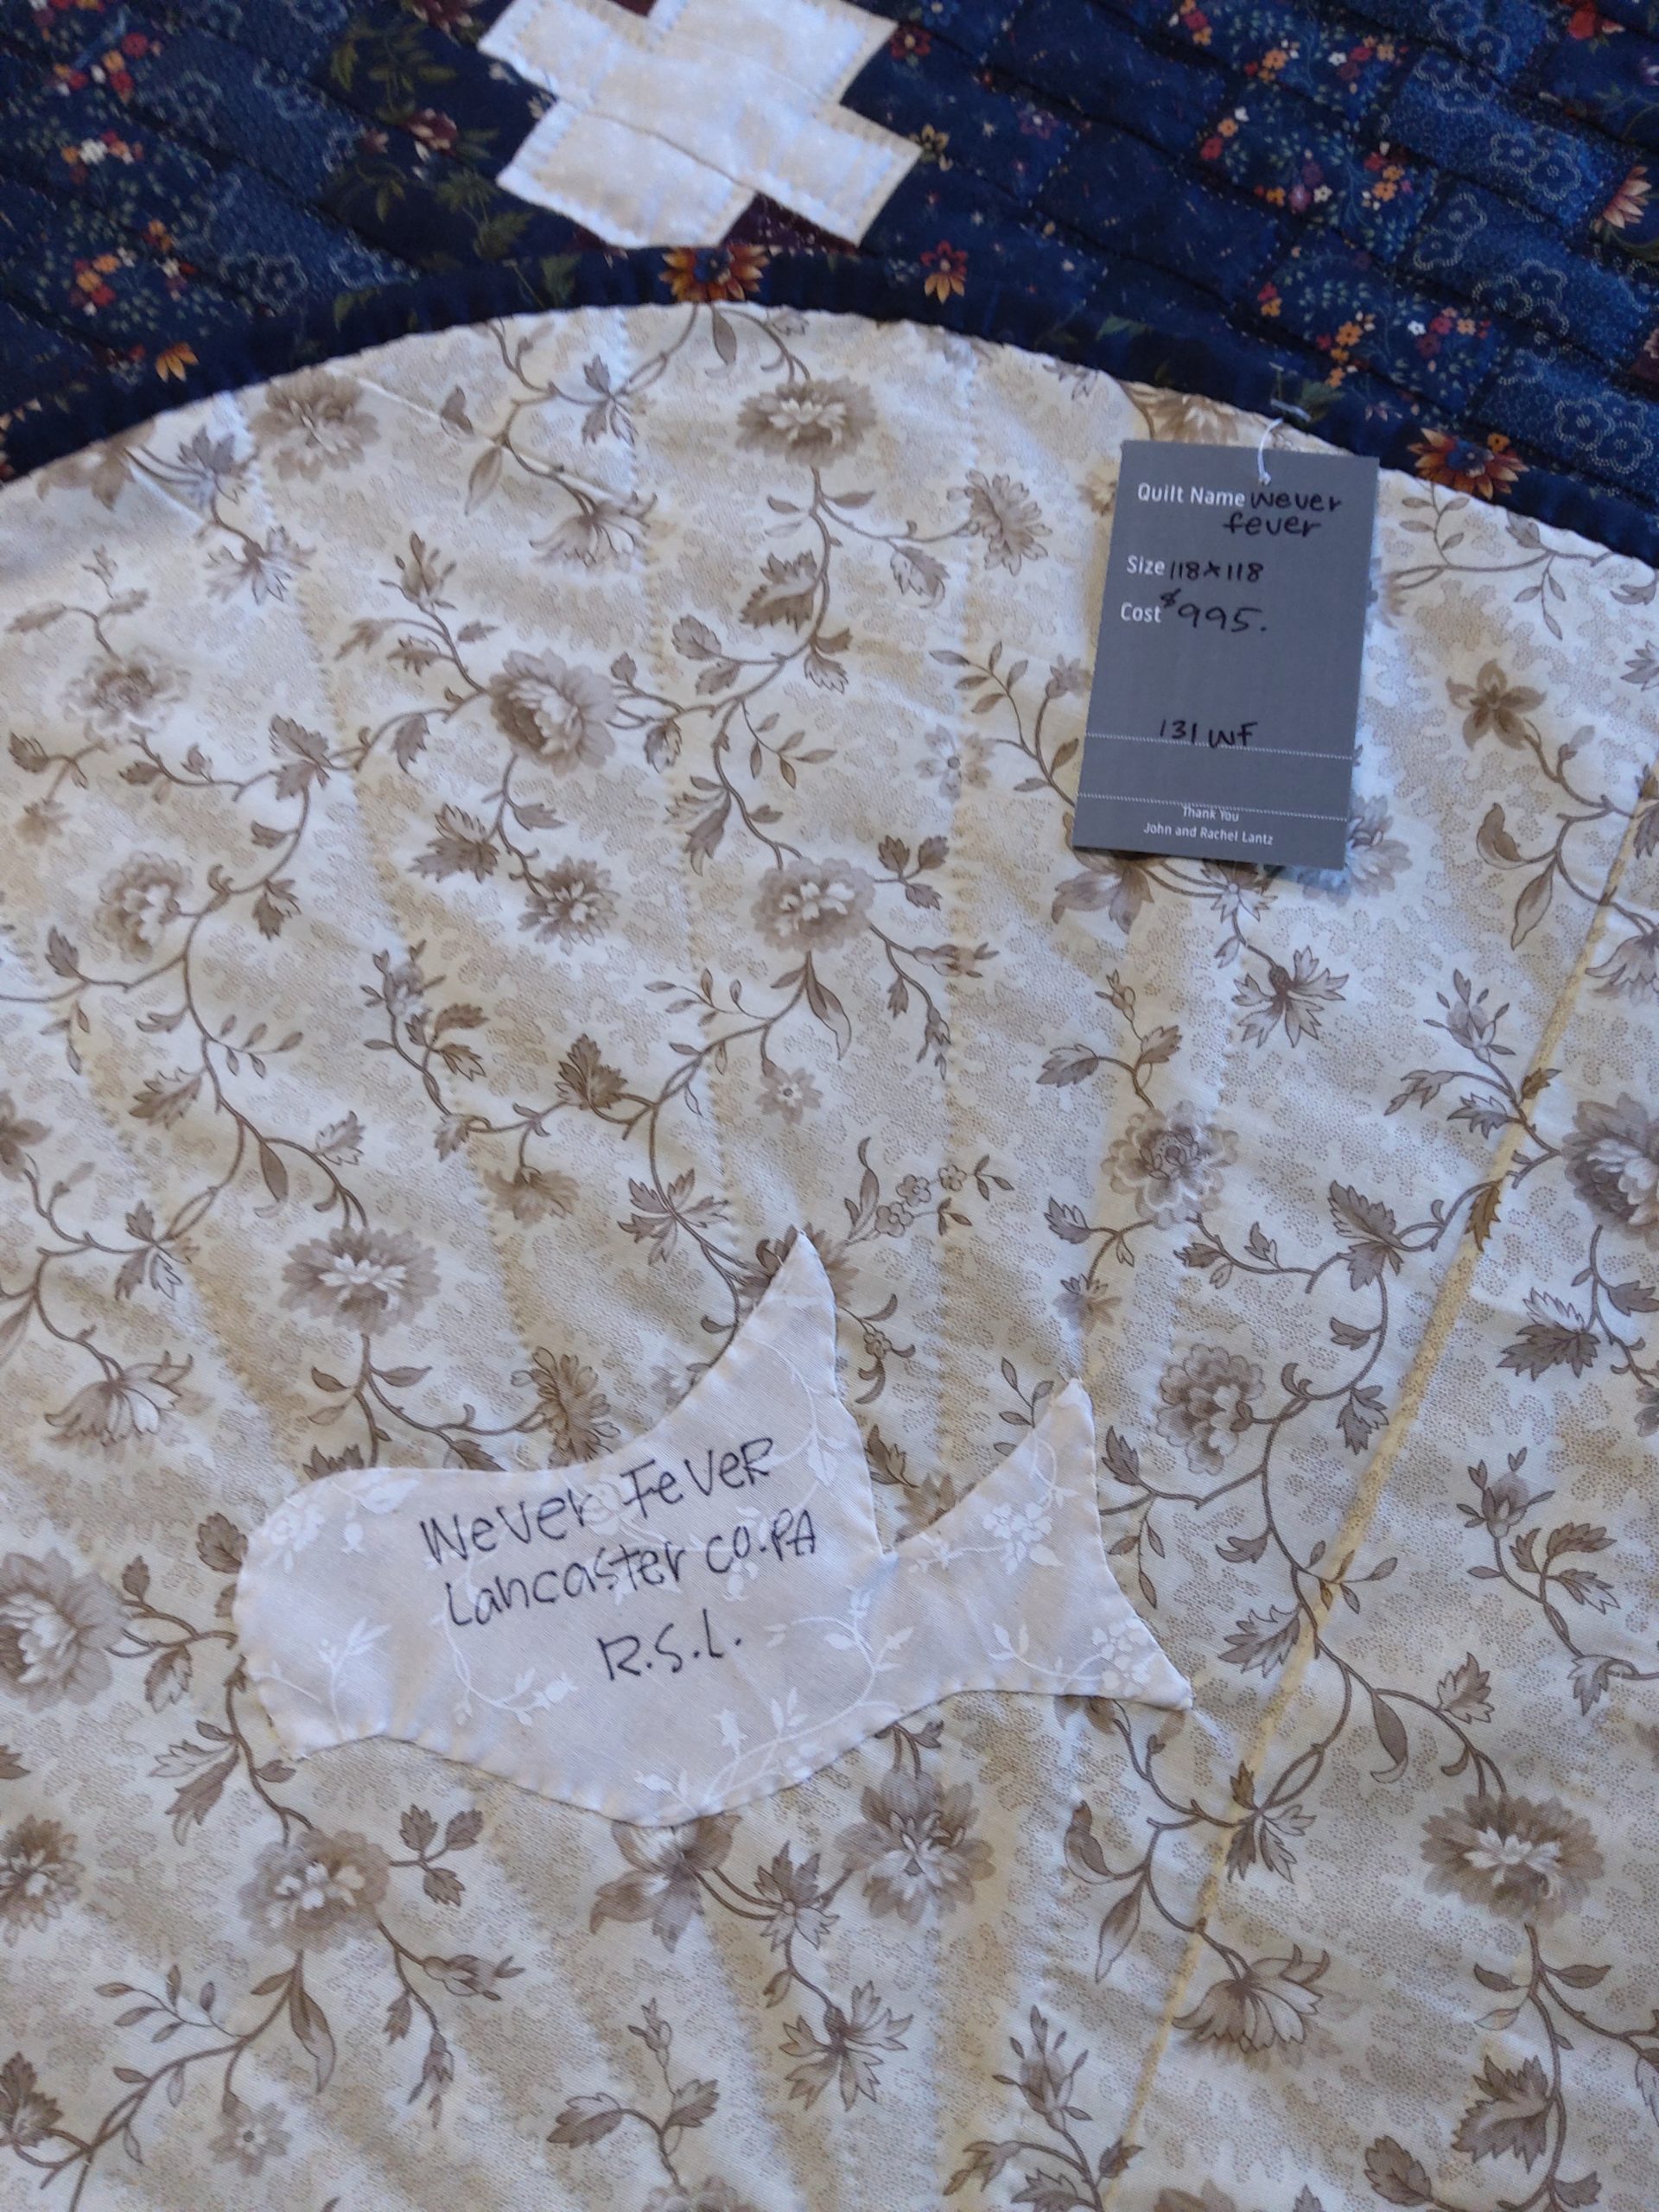 Quilt Name Wever
fever
Size 118x118
Cost $995.
131 WF
Thank You
John and Rachel Lantz
Wever Fever
Lancaster CO.PA
R.S.L.